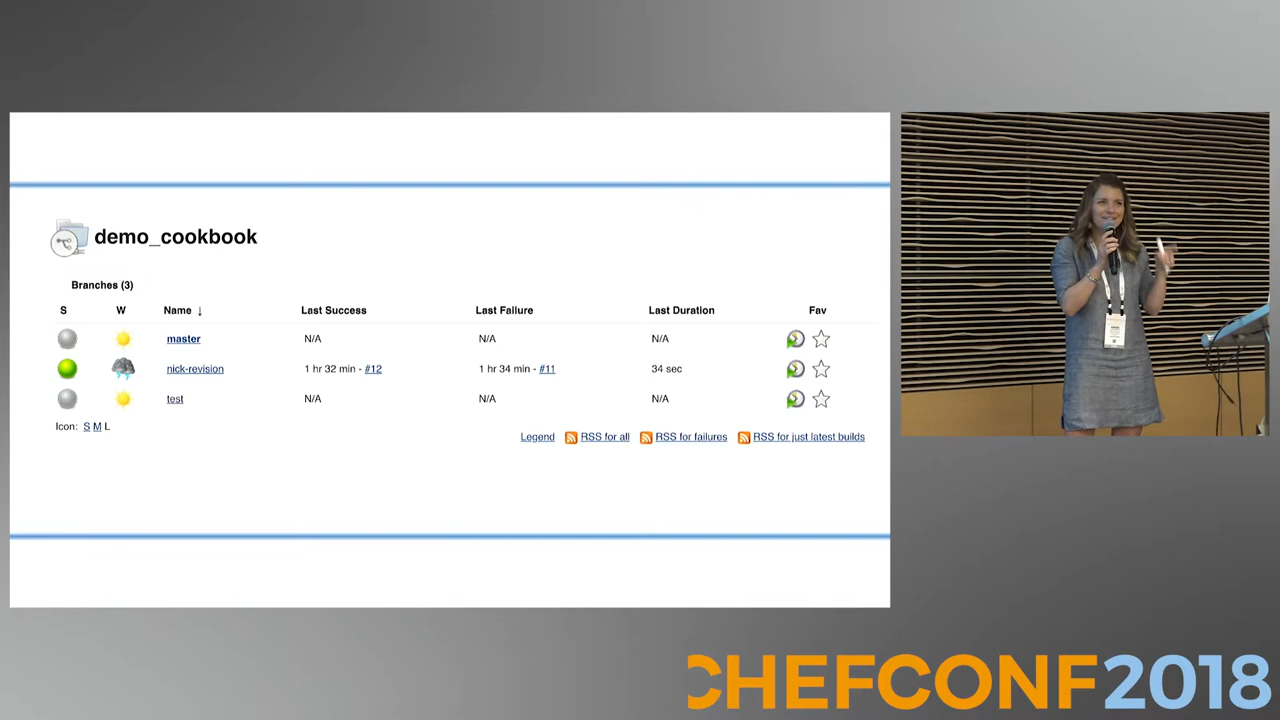 demo_cookbook
Branches (3)
S W Name ↓ Last Success Last Failure Last Duration Fav
master N/A N/A N/A
nick-revision 1 hr 32 min - #12 1 hr 34 min - #11 34 sec
test N/A N/A N/A
Icon: S M L
Legend RSS for all RSS for failures RSS for just latest builds
CHEFCONF2018